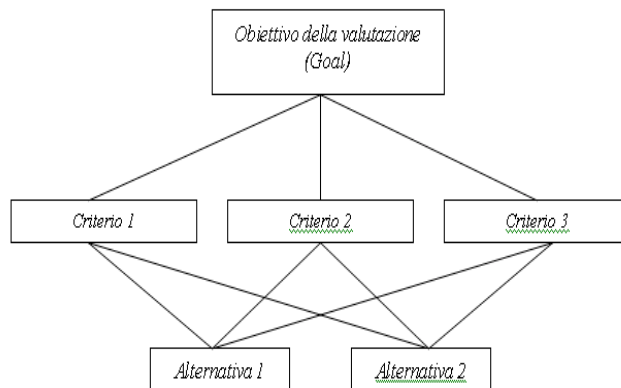 Obiettivo della valutazione
(Goal)
Criterio 1
Criterio 2
Criterio 3
Alternativa 1
Alternativa 2